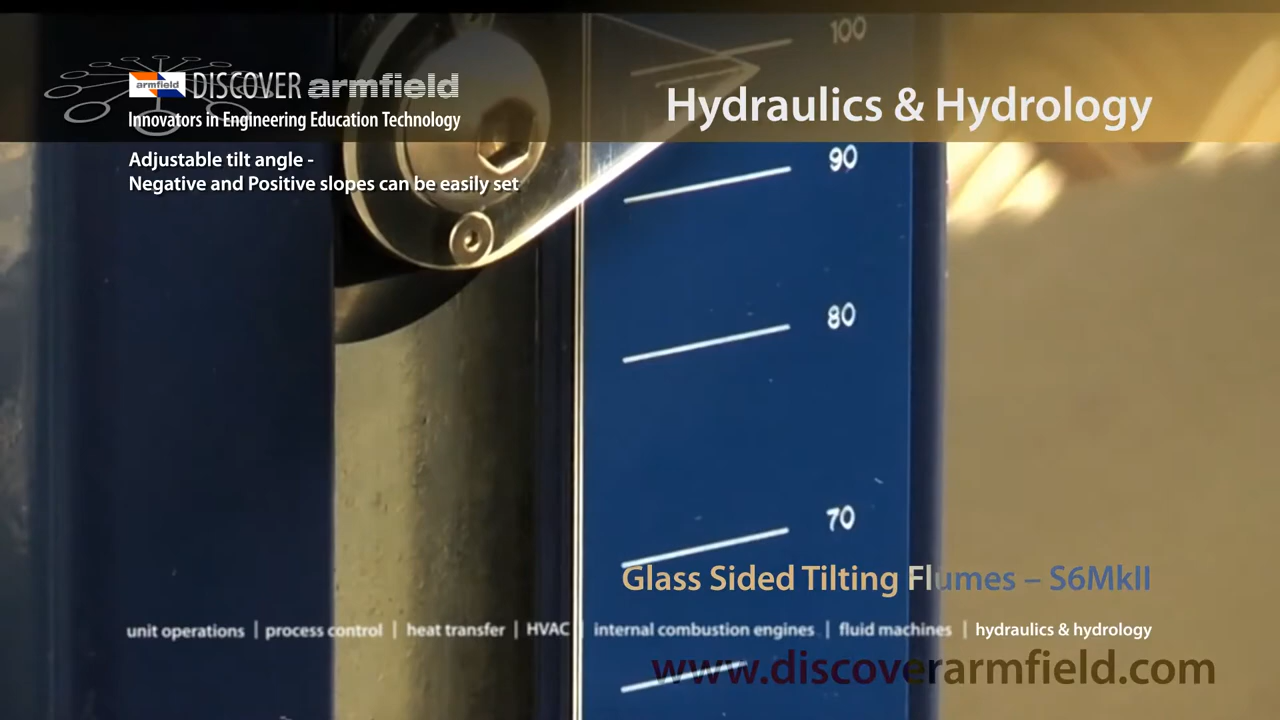 100
armfield DISCOVER armfield
Innovators in Engineering Education Technology
Hydraulics & Hydrology
Adjustable tilt angle -
Negative and Positive slopes can be easily set
90
80
70
Glass Sided Tilting Flumes – S6MkII
unit operations | process control | heat transfer | HVAC | internal combustion engines | fluid machines | hydraulics & hydrology
www.discoverarmfield.com